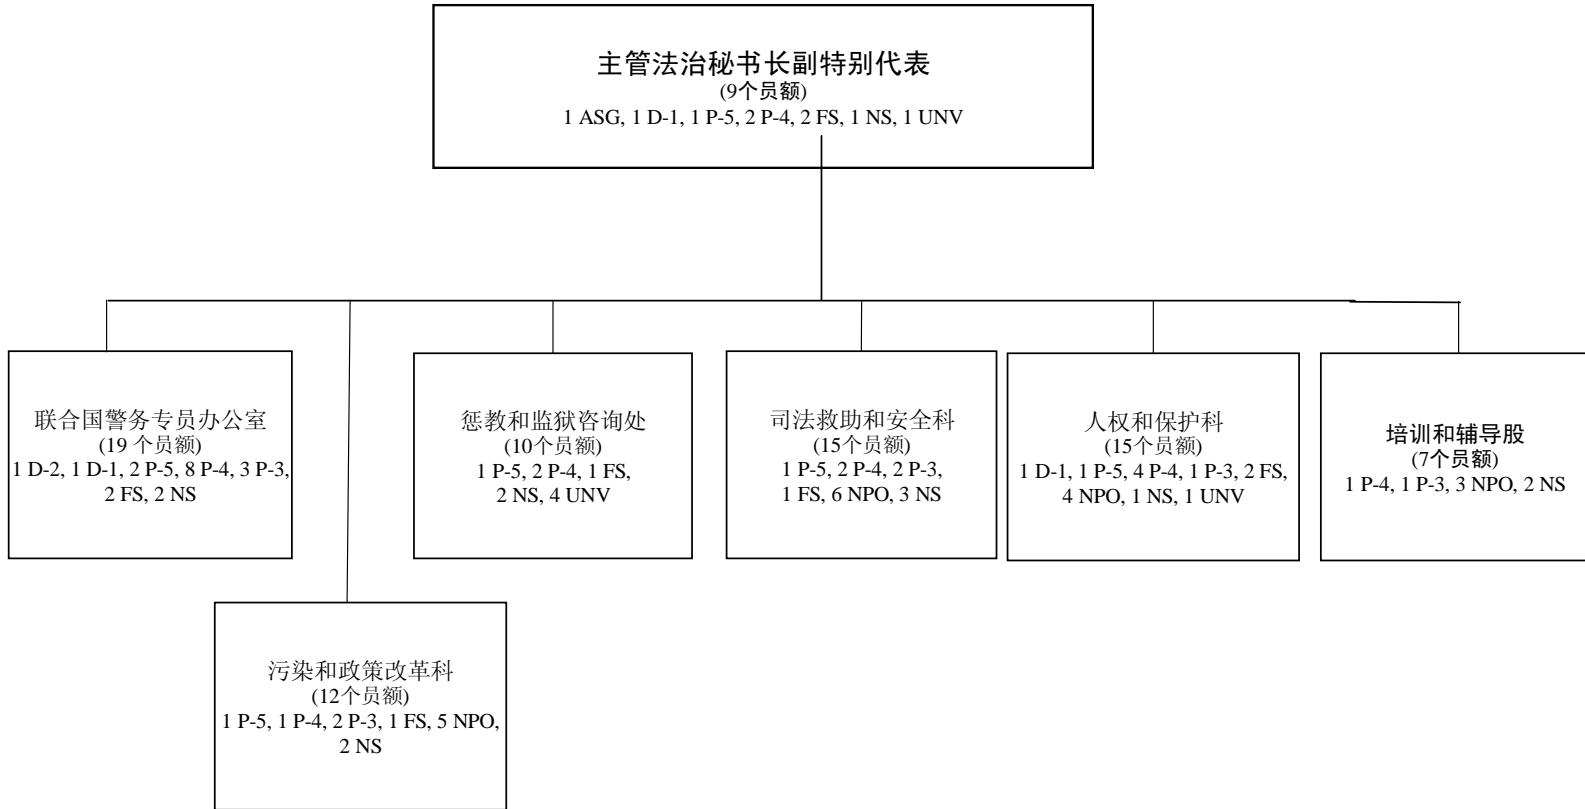 主管法治秘书长副特别代表
(9个员额)
1 ASG, 1 D-1, 1 P-5, 2 P-4, 2 FS, 1 NS, 1 UNV
联合国警务专员办公室
(19 个员额)
1 D-2, 1 D-1, 2 P-5, 8 P-4, 3 P-3,
2 FS, 2 NS
惩教和监狱咨询处
(10个员额)
1 P-5, 2 P-4, 1 FS,
2 NS, 4 UNV
司法救助和安全科
(15个员额)
1 P-5, 2 P-4, 2 P-3,
1 FS, 6 NPO, 3 NS
人权和保护科
(15个员额)
1 D-1, 1 P-5, 4 P-4, 1 P-3, 2 FS,
4 NPO, 1 NS, 1 UNV
培训和辅导股
(7个员额)
1 P-4, 1 P-3, 3 NPO, 2 NS
污染和政策改革科
(12个员额)
1 P-5, 1 P-4, 2 P-3, 1 FS, 5 NPO,
2 NS